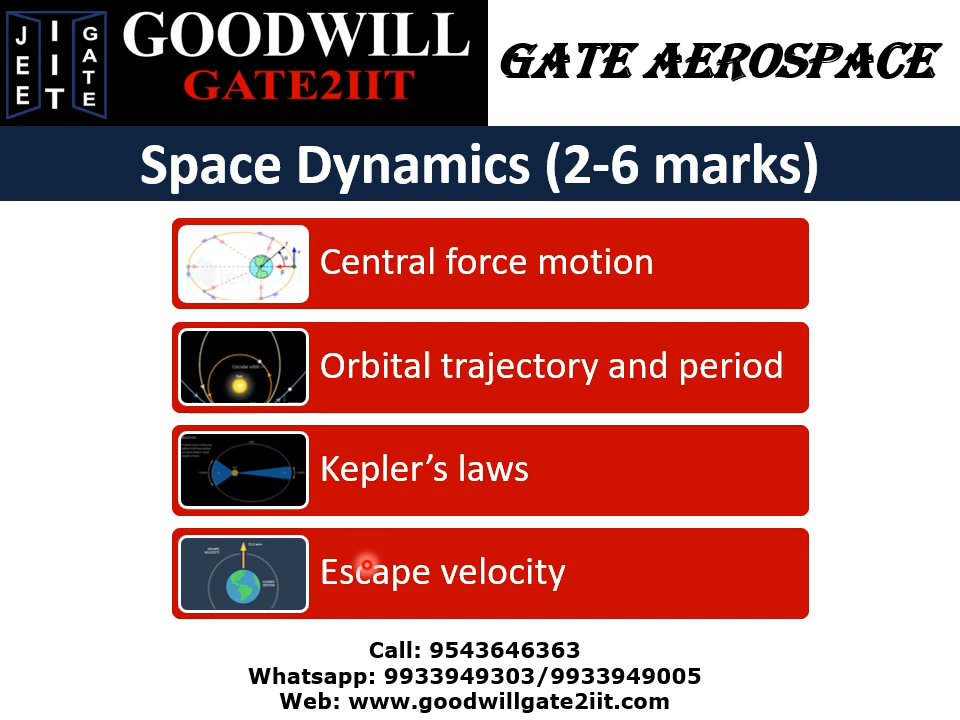 JEE
IIT
GATE
GOODWILL
GATE2IIT
GATE AEROSPACE
Space Dynamics (2-6 marks)
Central force motion
Orbital trajectory and period
Kepler's laws
Escape velocity
Call: 9543646363
Whatsapp: 9933949303/9933949005
Web: www.goodwillgate2iit.com